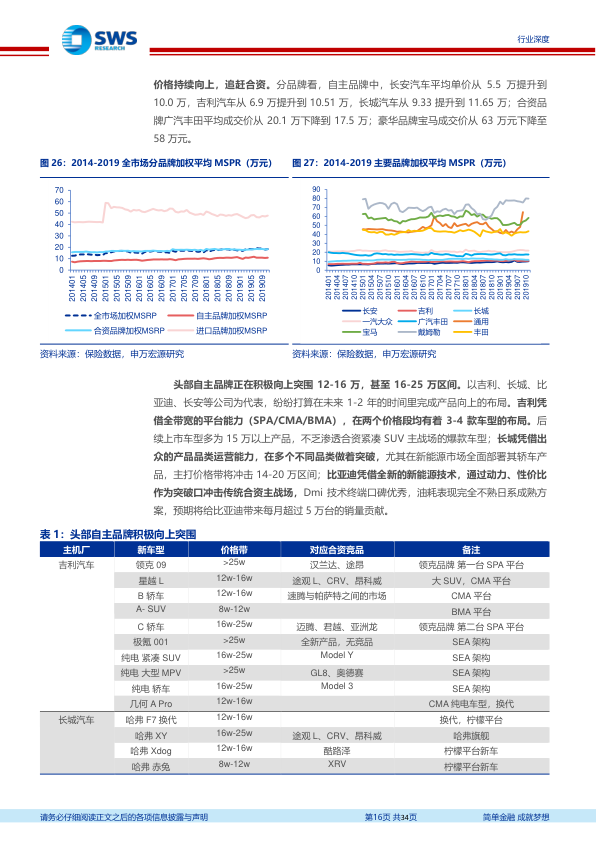 SWS
RESEARCH
行业深度
价格持续向上，追赶合资。分品牌看，自主品牌中，长安汽车平均单价从 5.5 万提升到
10.0 万，吉利汽车从 6.9 万提升到 10.51 万，长城汽车从 9.33 提升到 11.65 万；合资品
牌广汽丰田平均成交价从 20.1 万下降到 17.5 万；豪华品牌宝马成交价从 63 万元下降至
58 万元。
图 26：2014-2019 全市场分品牌加权平均 MSPR（万元）
70
60
50
40
30
20
10
0
201401 201405 201409 201501 201505 201509 201601 201605 201609 201701 201705 201709 201801 201805 201809 201901 201905 201909
全市场加权MSRP
自主品牌加权MSRP
合资品牌加权MSRP
进口品牌加权MSRP
资料来源：保险数据，申万宏源研究
图 27：2014-2019 主要品牌加权平均 MSPR（万元）
90
80
70
60
50
40
30
20
10
0
201401 201404 201407 201410 201501 201504 201507 201510 201601 201604 201607 201610 201701 201704 201707 201710 201801 201804 201807 201810 201901 201904 201907 201910
长安 吉利 长城
一汽大众 广汽丰田 通用
宝马 戴姆勒 丰田
资料来源：保险数据，申万宏源研究
头部自主品牌正在积极向上突围 12-16 万，甚至 16-25 万区间。以吉利、长城、比
亚迪、长安等公司为代表，纷纷打算在未来 1-2 年的时间里完成产品向上的布局。吉利凭
借全带宽的平台能力（SPA/CMA/BMA），在两个价格段均有着 3-4 款车型的布局。后
续上市车型多为 15 万以上产品，不乏渗透合资紧凑 SUV 主战场的爆款车型；长城凭借出
众的产品品类运营能力，在多个不同品类做着突破，尤其在新能源市场全面部署其轿车产
品，主打价格带将冲击 14-20 万区间；比亚迪凭借全新的新能源技术，通过动力、性价比
作为突破口冲击传统合资主战场，Dmi 技术终端口碑优秀，油耗表现完全不熟日系成熟方
案，预期将给比亚迪带来每月超过 5 万台的销量贡献。
表 1：头部自主品牌积极向上突围
主机厂 新车型 价格带 对应合资竞品 备注
吉利汽车 领克 09 >25w 汉兰达、途昂 领克品牌 第一台 SPA 平台
星越 L 12w-16w 途观 L、CRV、昂科威 大 SUV，CMA 平台
B 轿车 12w-16w 速腾与帕萨特之间的市场 CMA 平台
A- SUV 8w-12w BMA 平台
C 轿车 16w-25w 迈腾、君越、亚洲龙 领克品牌 第二台 SPA 平台
极氪 001 >25w 全新产品，无竞品 SEA 架构
纯电 紧凑 SUV 16w-25w Model Y SEA 架构
纯电 大型 MPV >25w GL8、奥德赛 SEA 架构
纯电 轿车 16w-25w Model 3 SEA 架构
几何 A Pro 12w-16w CMA 纯电车型，换代
长城汽车 哈弗 F7 换代 12w-16w 换代，柠檬平台
哈弗 XY 16w-25w 途观 L、CRV、昂科威 哈弗旗舰
哈弗 Xdog 12w-16w 酷路泽 柠檬平台新车
哈弗 赤兔 8w-12w XRV 柠檬平台新车
请务必仔细阅读正文之后的各项信息披露与声明 第16页 共34页 简单金融 成就梦想